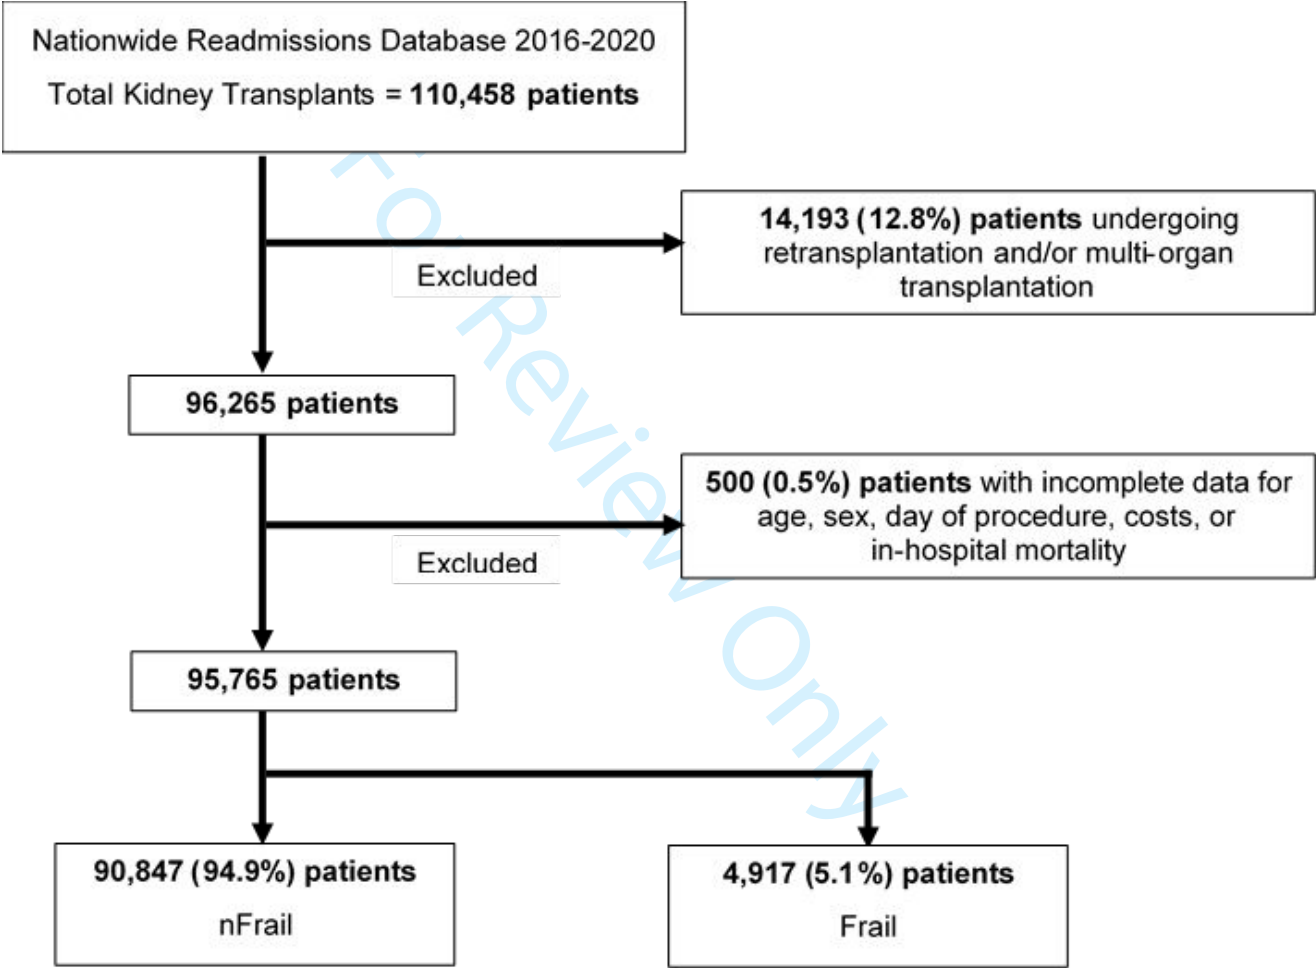 Nationwide Readmissions Database 2016-2020
Total Kidney Transplants = 110,458 patients
14,193 (12.8%) patients undergoing
retransplantation and/or multi-organ
transplantation
Excluded
96,265 patients
500 (0.5%) patients with incomplete data for
age, sex, day of procedure, costs, or
in-hospital mortality
Excluded
95,765 patients
90,847 (94.9%) patients
nFrail
4,917 (5.1%) patients
Frail
For Review Only